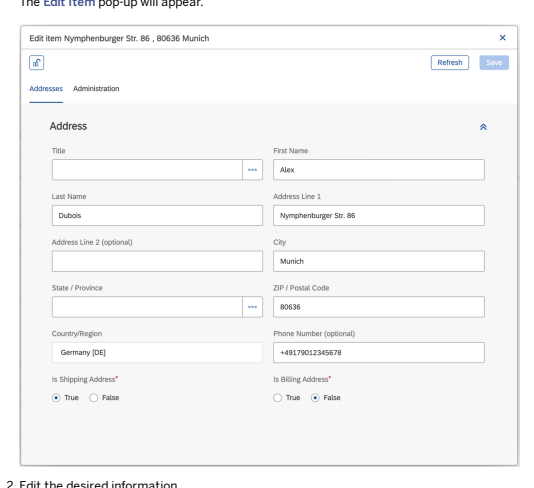 The Edit Item pop-up will appear.
Edit item Nymphenburger Str. 86 , 80636 Munich
Refresh
Save
Addresses Administration
Address
Title
First Name
Alex
Last Name
Address Line 1
Dubois
Nymphenburger Str. 86
Address Line 2 (optional)
City
Munich
State / Province
ZIP / Postal Code
80636
Country/Region
Phone Number (optional)
Germany [DE]
+49179012345678
Is Shipping Address*
Is Billing Address*
True False
True False
2. Edit the desired information